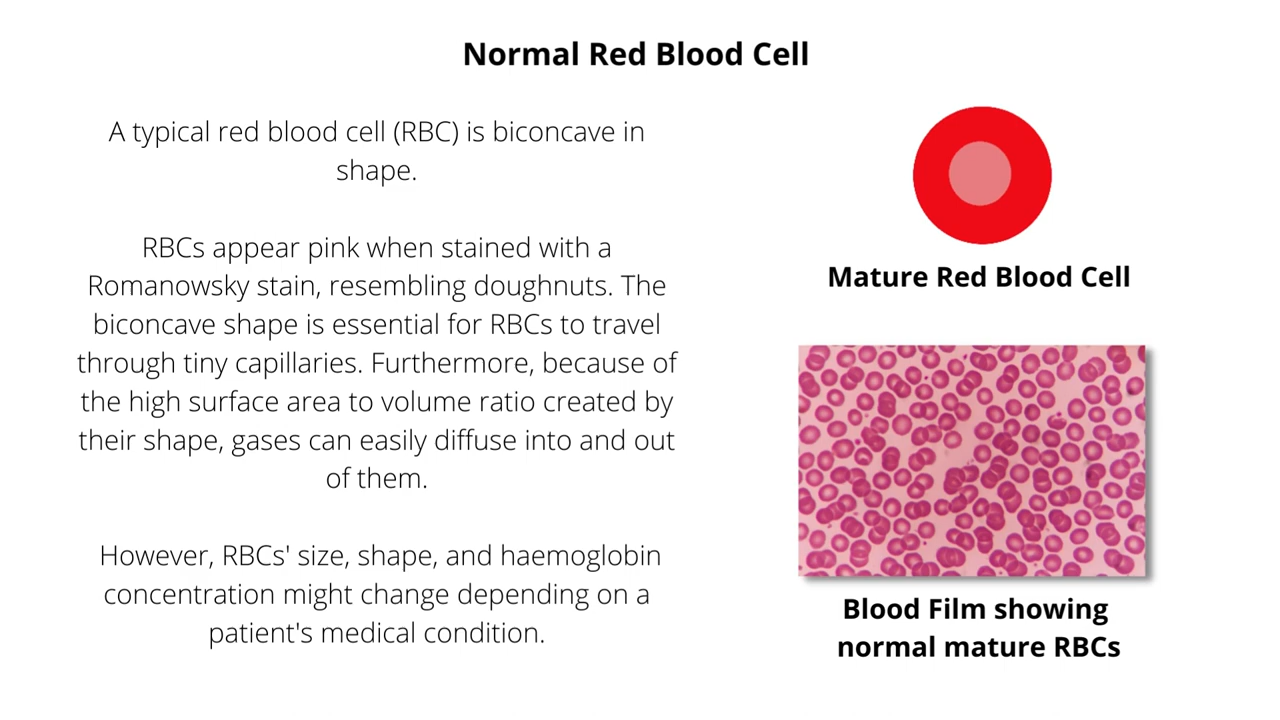 Normal Red Blood Cell
A typical red blood cell (RBC) is biconcave in
shape.
RBCs appear pink when stained with a
Romanowsky stain, resembling doughnuts. The
biconcave shape is essential for RBCs to travel
through tiny capillaries. Furthermore, because of
the high surface area to volume ratio created by
their shape, gases can easily diffuse into and out
of them.
However, RBCs' size, shape, and haemoglobin
concentration might change depending on a
patient's medical condition.
Mature Red Blood Cell
Blood Film showing
normal mature RBCs